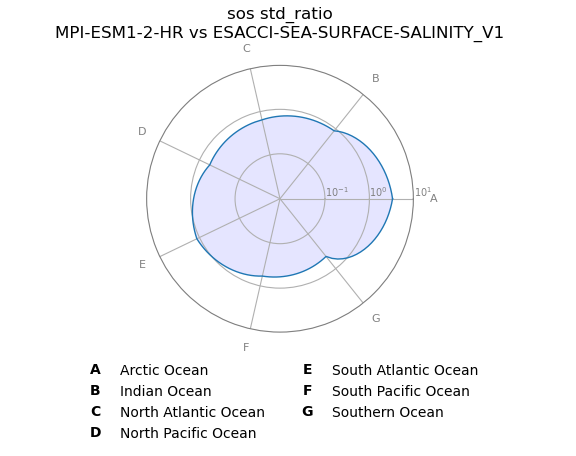 sos std_ratio
MPI-ESM1-2-HR vs ESACCI-SEA-SURFACE-SALINITY_V1
C
B
D
10⁻¹ 10⁰ 10¹ A
E
G
F
A Arctic Ocean
B Indian Ocean
C North Atlantic Ocean
D North Pacific Ocean
E South Atlantic Ocean
F South Pacific Ocean
G Southern Ocean